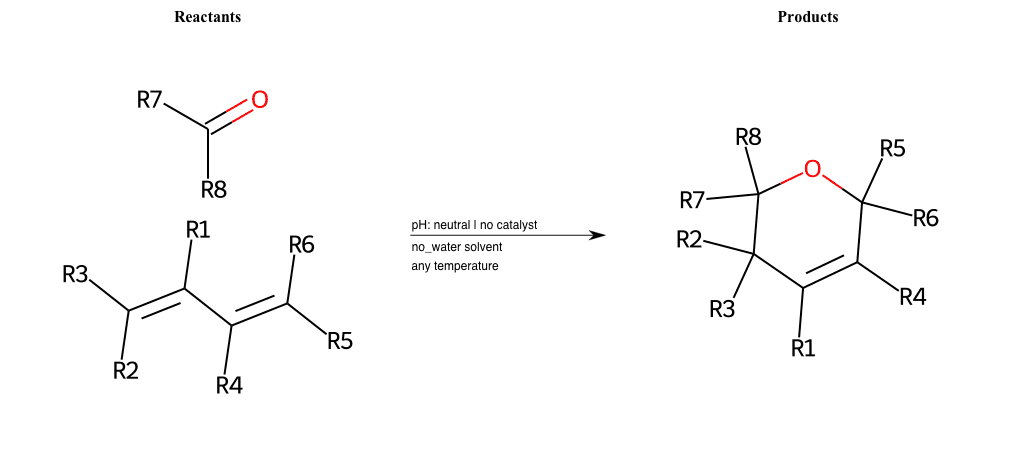 Reactants
Products
R7
O
R8
R1
R6
R3
R2
R4
R5
pH: neutral | no catalyst
no_water solvent
any temperature
R8
O
R5
R7
R6
R2
R3
R4
R1